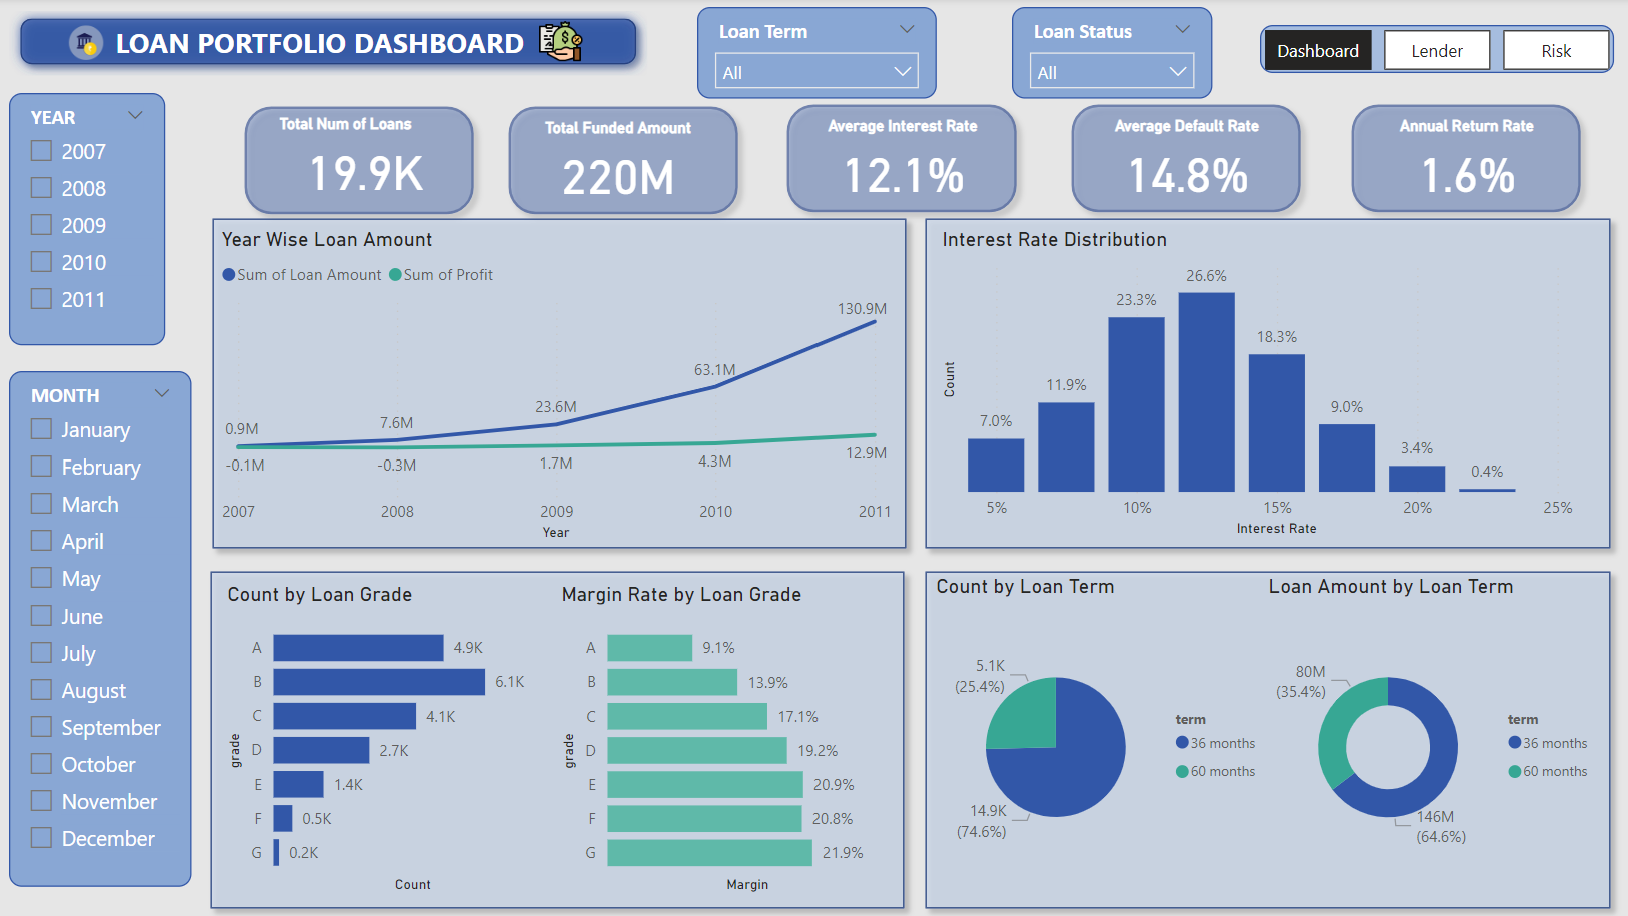 LOAN PORTFOLIO DASHBOARD
Loan Term
All
Loan Status
All
Dashboard
Lender
Risk
YEAR
2007
2008
2009
2010
2011
MONTH
January
February
March
April
May
June
July
August
September
October
November
December
Total Num of Loans
19.9K
Total Funded Amount
220M
Average Interest Rate
12.1%
Average Default Rate
14.8%
Annual Return Rate
1.6%
Year Wise Loan Amount
Sum of Loan Amount Sum of Profit
130.9M
63.1M
23.6M
7.6M
0.9M
-0.1M
-0.3M
1.7M
4.3M
12.9M
2007 2008 2009 2010 2011
Year
Interest Rate Distribution
Count
7.0%
11.9%
23.3%
26.6%
18.3%
9.0%
3.4%
0.4%
5% 10% 15% 20% 25%
Interest Rate
Count by Loan Grade
grade
A 4.9K
B 6.1K
C 4.1K
D 2.7K
E 1.4K
F 0.5K
G 0.2K
Count
Margin Rate by Loan Grade
grade
A 9.1%
B 13.9%
C 17.1%
D 19.2%
E 20.9%
F 20.8%
G 21.9%
Margin
Count by Loan Term
5.1K
(25.4%)
14.9K
(74.6%)
term
36 months
60 months
Loan Amount by Loan Term
80M
(35.4%)
146M
(64.6%)
term
36 months
60 months